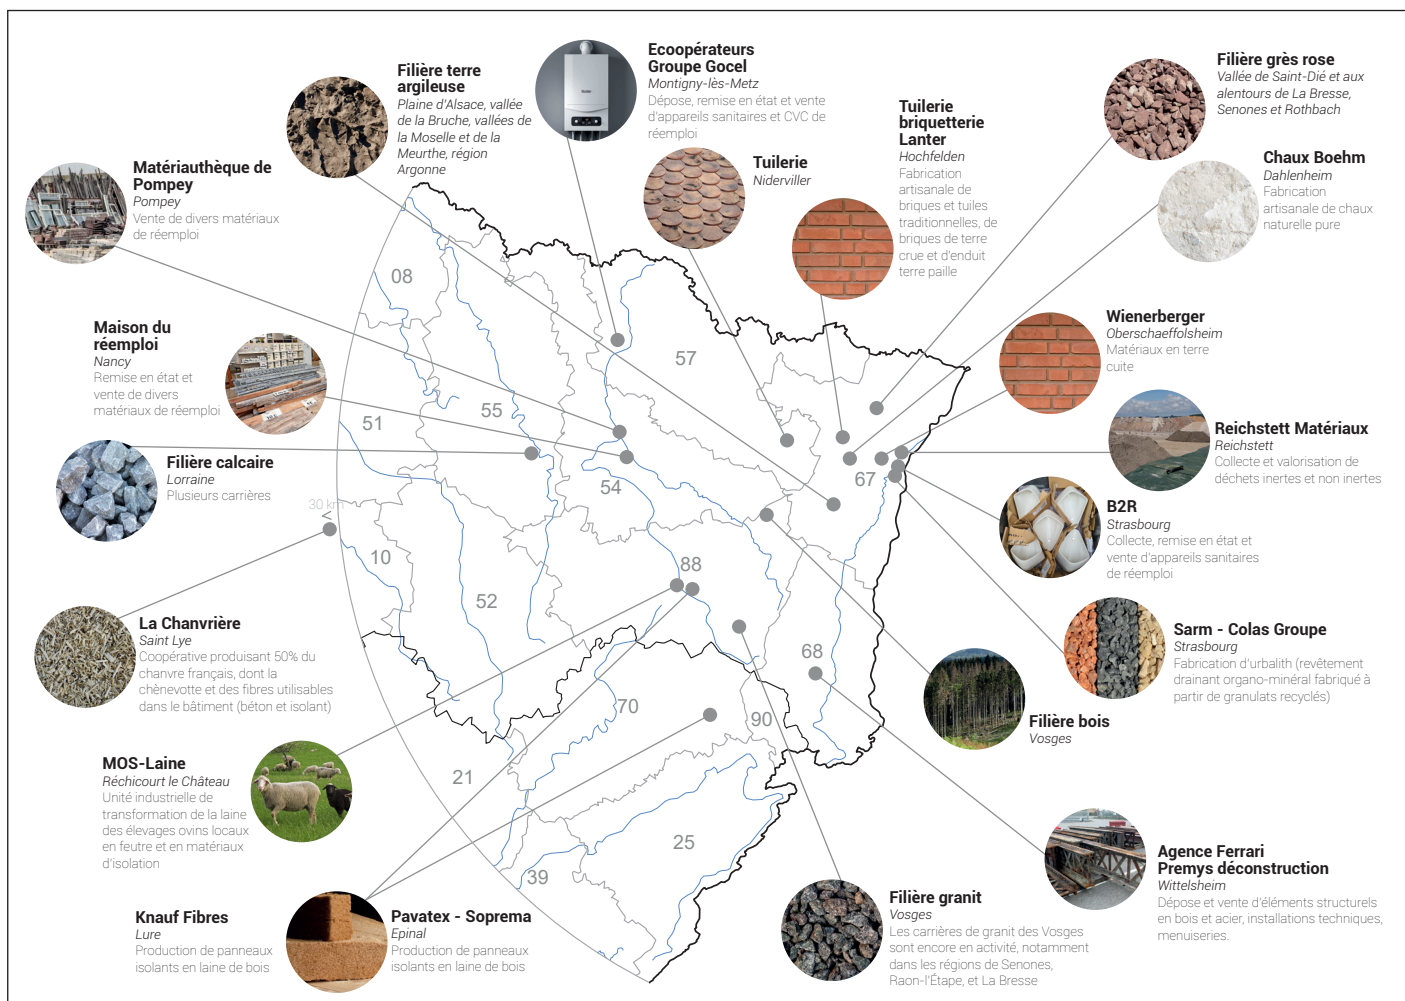 Filière terre
argileuse
Plaine d'Alsace, vallée
de la Bruche, vallées de
la Moselle et de la
Meurthe, région
Argonne
Ecoopérateurs
Groupe Gocel
Montigny-lès-Metz
Dépose, remise en état et vente
d'appareils sanitaires et CVC de
réemploi
Tuilerie
Niderviller
Tuilerie
briquetterie
Lanter
Hochfelden
Fabrication
artisanale de
briques et tuiles
traditionnelles, de
briques de terre
crue et d'enduit
terre paille
Filière grès rose
Vallée de Saint-Dié et aux
alentours de La Bresse,
Senones et Rothbach
Chaux Boehm
Dahlenheim
Fabrication
artisanale de chaux
naturelle pure
Matériauthèque de
Pompey
Pompey
Vente de divers matériaux
de réemploi
Maison du
réemploi
Nancy
Remise en état et
vente de divers
matériaux de réemploi
Wienerberger
Oberschaeffolsheim
Matériaux en terre
cuite
Reichstett Matériaux
Reichstett
Collecte et valorisation de
déchets inertes et non inertes
Filière calcaire
Lorraine
Plusieurs carrières
B2R
Strasbourg
Collecte, remise en état et
vente d'appareils sanitaires
de réemploi
La Chanvrière
Saint Lye
Coopérative produisant 50% du
chanvre français, dont la
chènevotte et des fibres utilisables
dans le bâtiment (béton et isolant)
Sarm - Colas Groupe
Strasbourg
Fabrication d'urbalith (revêtement
drainant organo-minéral fabriqué à
partir de granulats recyclés)
Filière bois
Vosges
MOS-Laine
Réchicourt le Château
Unité industrielle de
transformation de la laine
des élevages ovins locaux
en feutre et en matériaux
d'isolation
Agence Ferrari
Premys déconstruction
Wittelsheim
Dépose et vente d'éléments structurels
en bois et acier, installations techniques,
menuiseries.
Knauf Fibres
Lure
Production de panneaux
isolants en laine de bois
Pavatex - Soprema
Epinal
Production de panneaux
isolants en laine de bois
Filière granit
Vosges
Les carrières de granit des Vosges
sont encore en activité, notamment
dans les régions de Senones,
Raon-l'Étape, et La Bresse
08
57
55
51
54
67
30 km
<
10
88
52
68
70
90
21
25
39